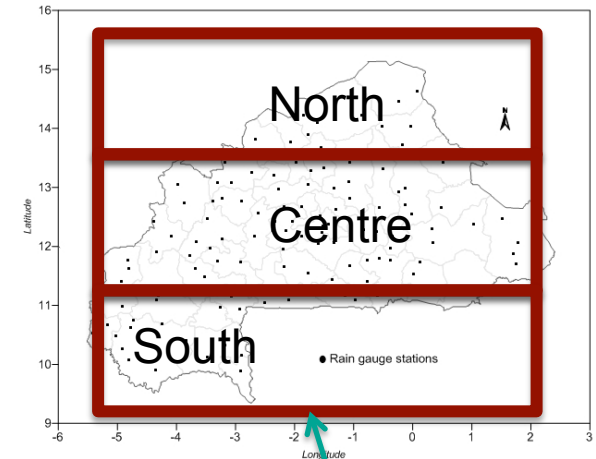 16
15
14
13
12
11
10
9
Latitude
North
N
Centre
South
Rain gauge stations
-6 -5 -4 -3 -2 -1 0 1 2 3
Longitude